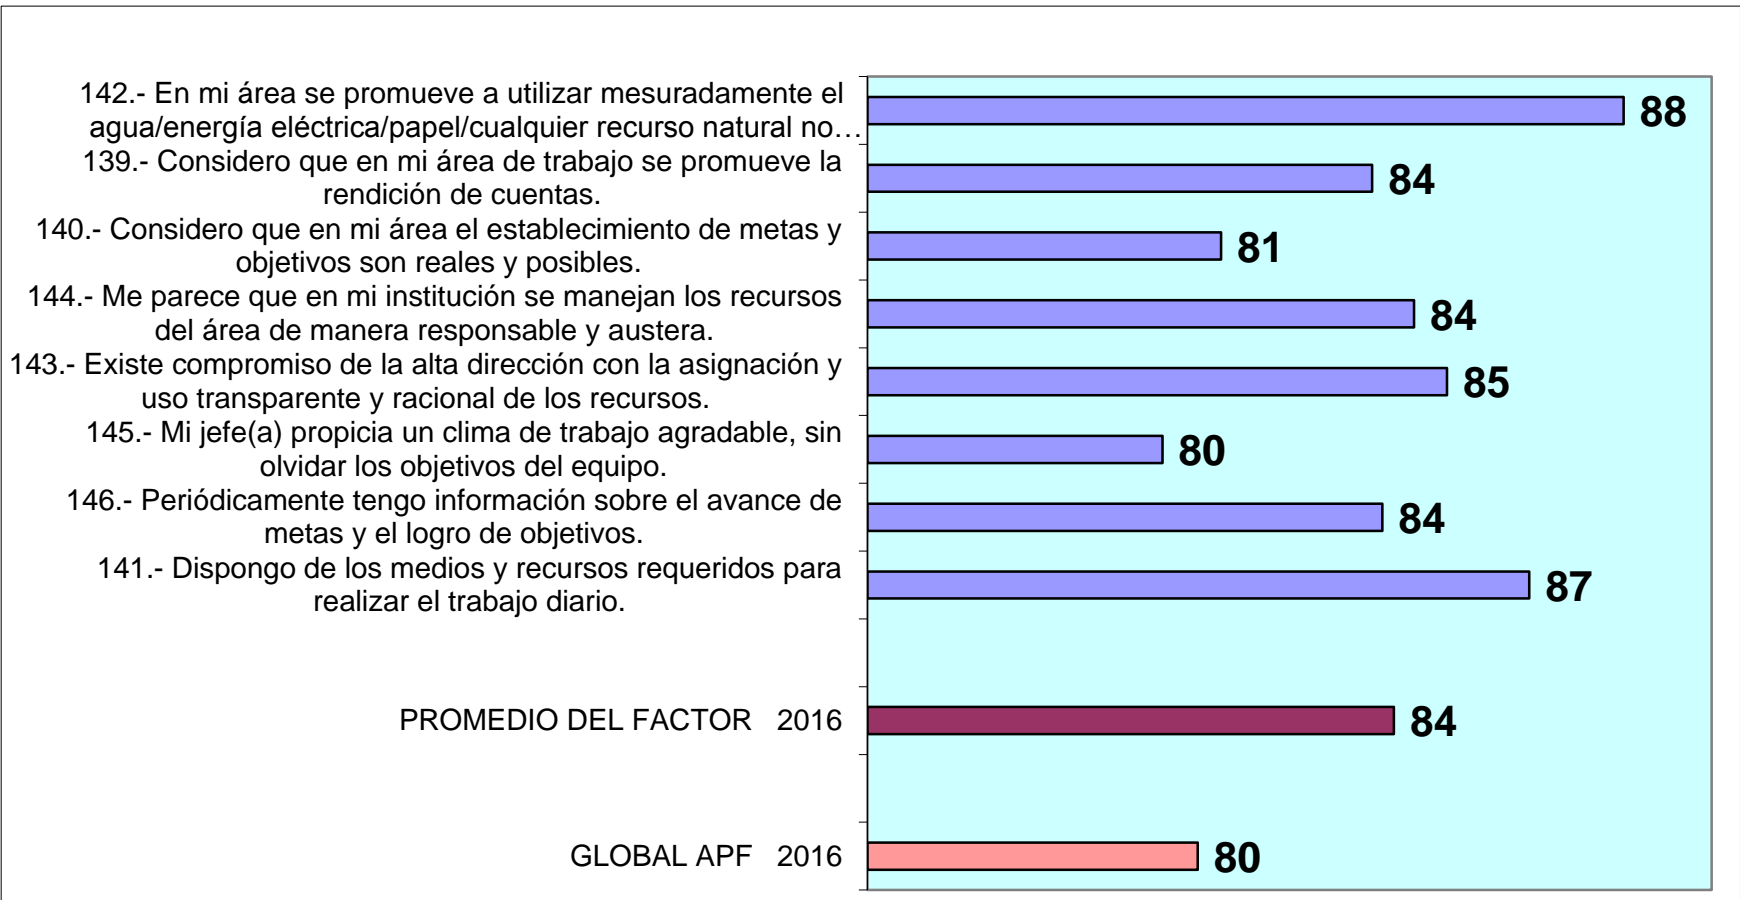 142.- En mi área se promueve a utilizar mesuradamente el
agua/energía eléctrica/papel/cualquier recurso natural no…
88
139.- Considero que en mi área de trabajo se promueve la
rendición de cuentas.
84
140.- Considero que en mi área el establecimiento de metas y
objetivos son reales y posibles.
81
144.- Me parece que en mi institución se manejan los recursos
del área de manera responsable y austera.
84
143.- Existe compromiso de la alta dirección con la asignación y
uso transparente y racional de los recursos.
85
145.- Mi jefe(a) propicia un clima de trabajo agradable, sin
olvidar los objetivos del equipo.
80
146.- Periódicamente tengo información sobre el avance de
metas y el logro de objetivos.
84
141.- Dispongo de los medios y recursos requeridos para
realizar el trabajo diario.
87
PROMEDIO DEL FACTOR 2016
84
GLOBAL APF 2016
80